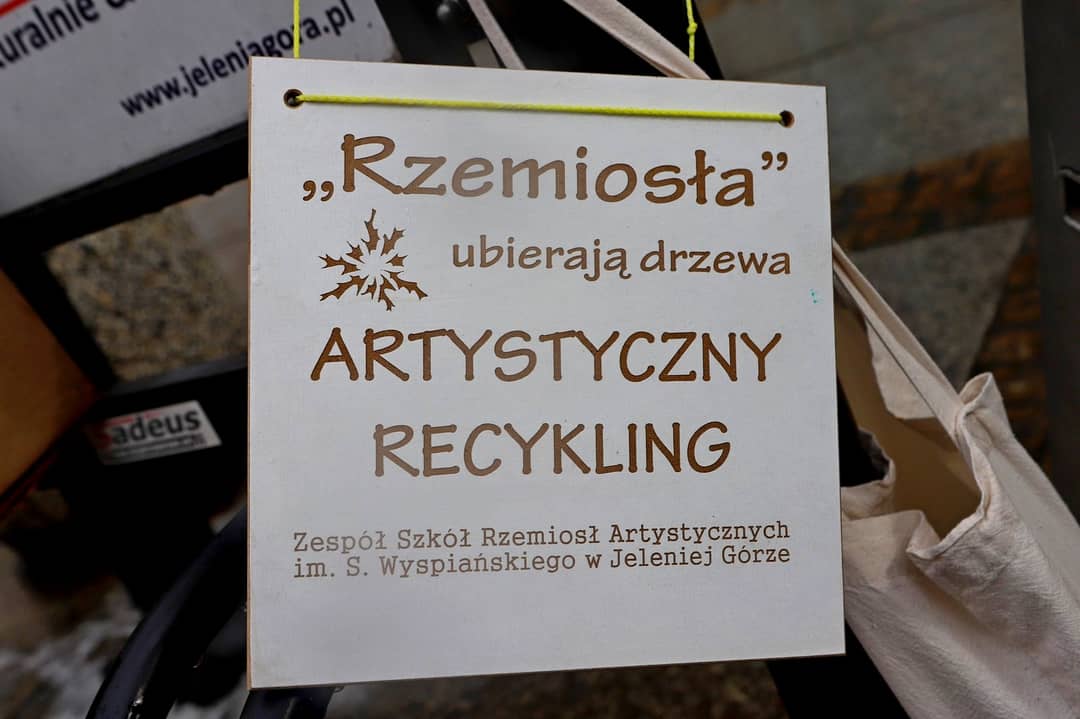 www.jeleniagora.pl
„Rzemiosła”
ubierają drzewa
ARTYSTYCZNY
RECYKLING
Zespół Szkół Rzemiosł Artystycznych
im. S. Wyspiańskiego w Jeleniej Górze